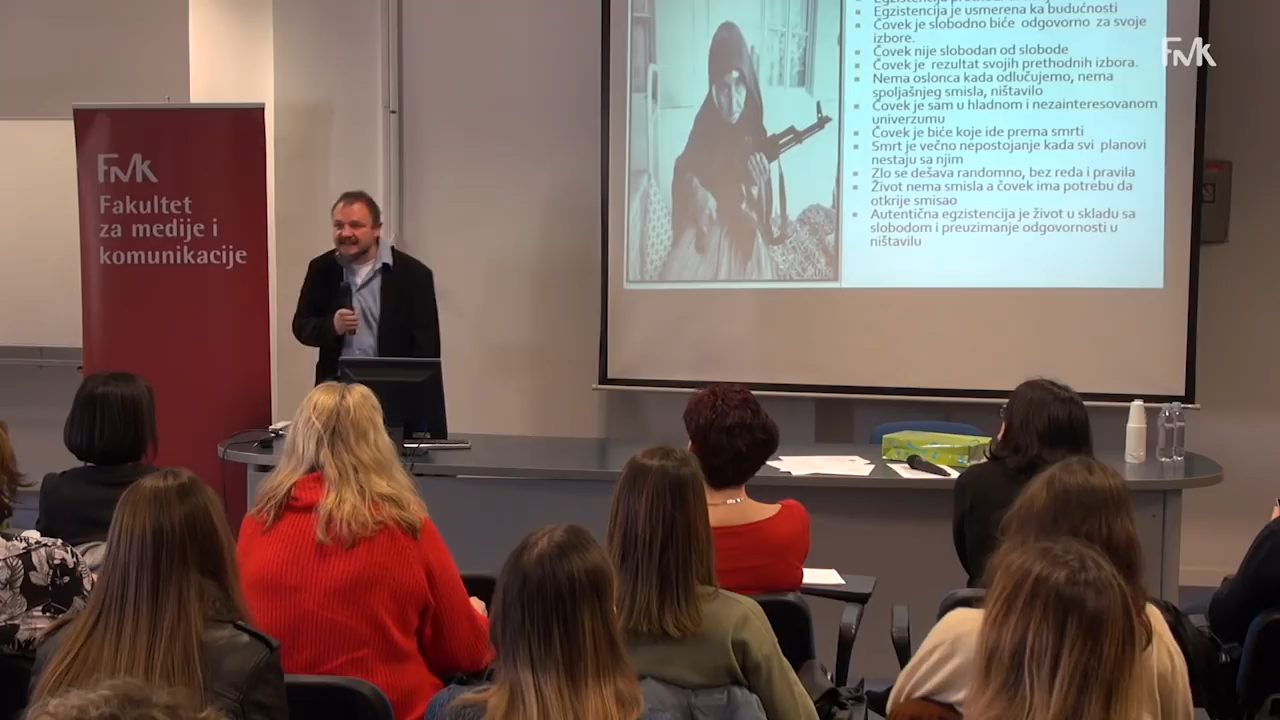 FMK
Fakultet
za medije i
komunikacije
Egzistencija
Egzistencija je usmerena ka budućnosti
Čovek je slobodno biće odgovorno za svoje
izbore.
Čovek nije slobodan od slobode
Čovek je rezultat svojih prethodnih izbora.
Nema oslonca kada odlučujemo, nema
spoljašnjeg smisla, ništavilo
Čovek je sam u hladnom i nezainteresovanom
univerzumu
Čovek je biće koje ide prema smrti
Smrt je večno nepostojanje kada svi planovi
nestaju sa njim
Zlo se dešava randomno, bez reda i pravila
Život nema smisla a čovek ima potrebu da
otkrije smisao
Autentična egzistencija je život u skladu sa
slobodom i preuzimanje odgovornosti u
ništavilu
FMK